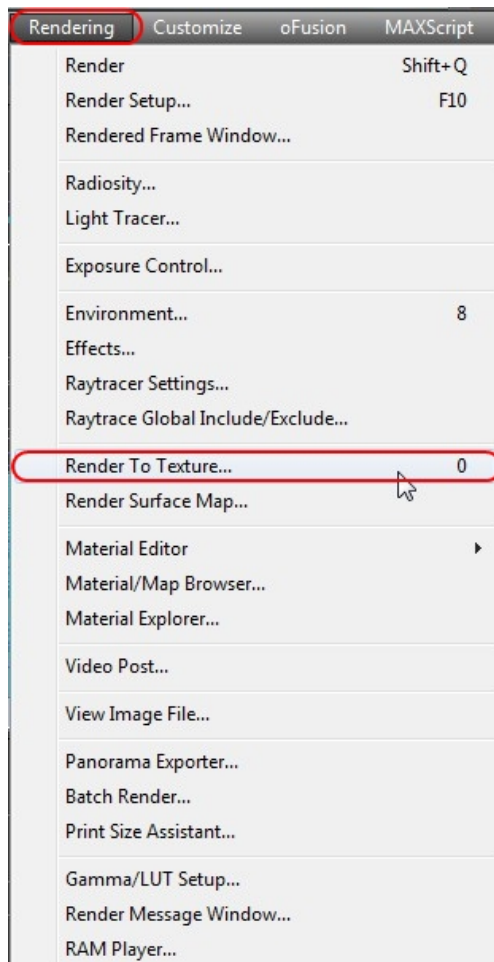 Rendering Customize oFusion MAXScript
Render Shift+Q
Render Setup... F10
Rendered Frame Window...
Radiosity...
Light Tracer...
Exposure Control...
Environment... 8
Effects...
Raytracer Settings...
Raytrace Global Include/Exclude...
Render To Texture... 0
Render Surface Map...
Material Editor
Material/Map Browser...
Material Explorer...
Video Post...
View Image File...
Panorama Exporter...
Batch Render...
Print Size Assistant...
Gamma/LUT Setup...
Render Message Window...
RAM Player...